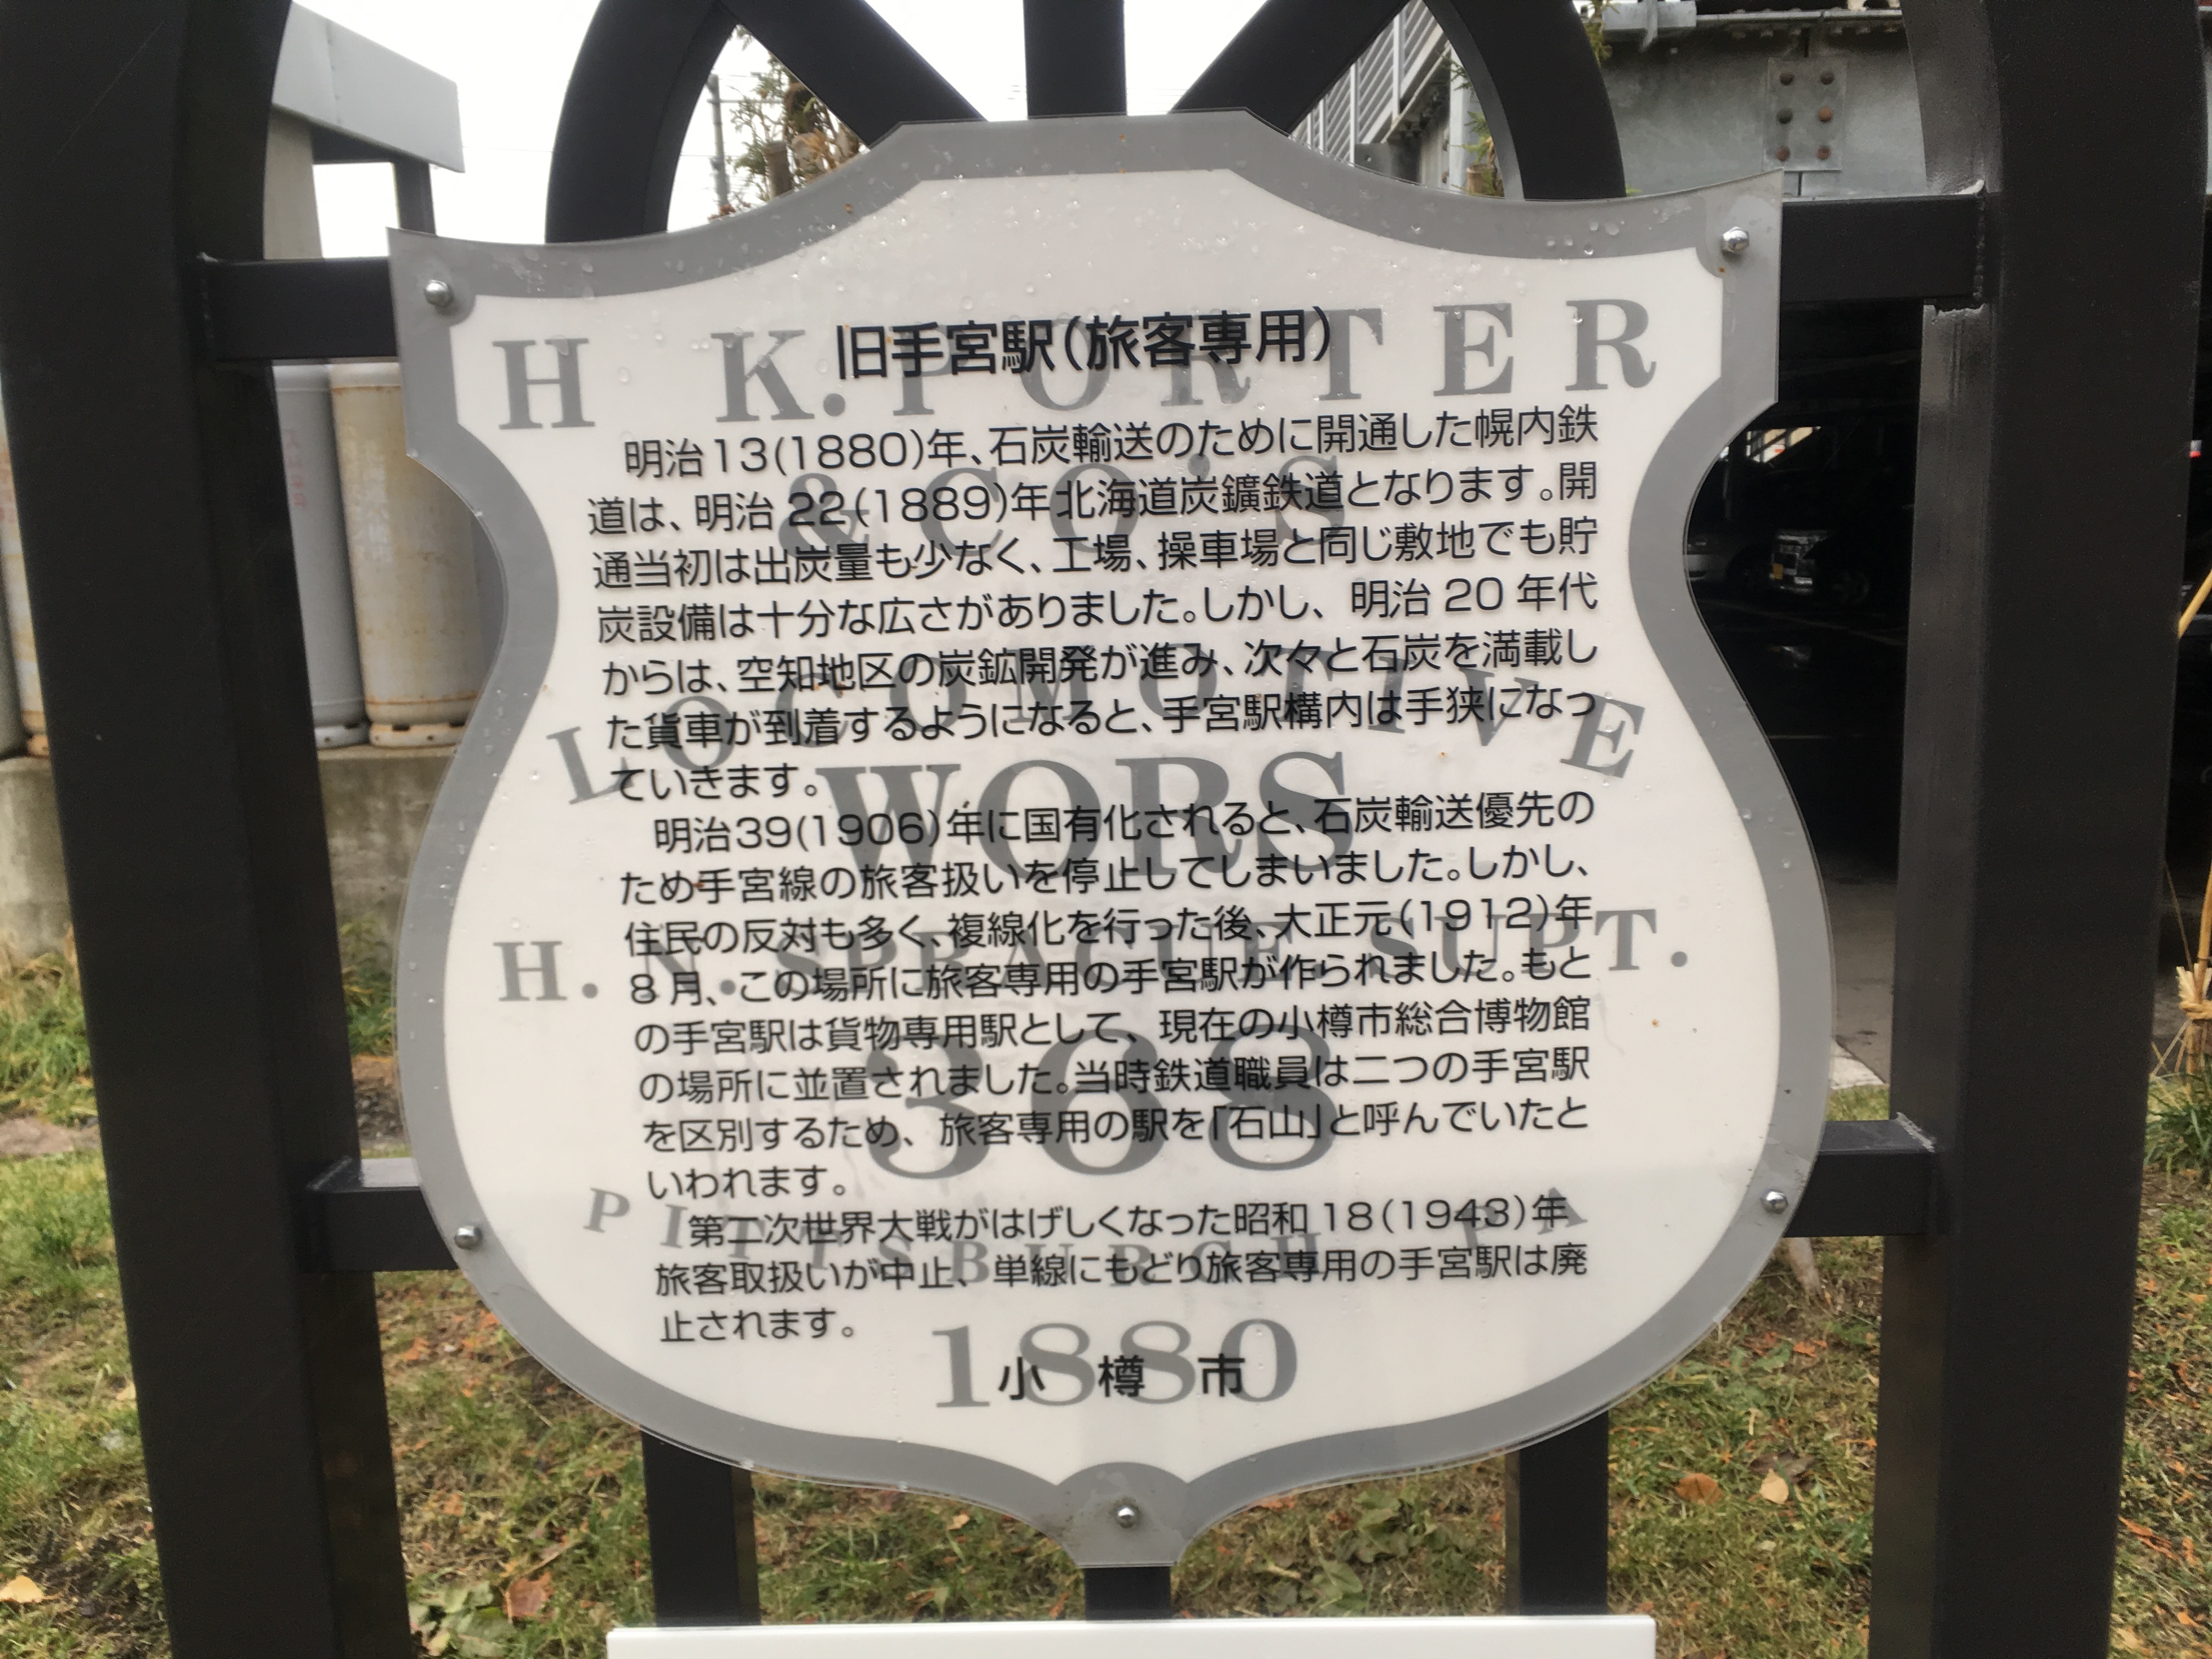 H K. PORTER
旧手宮駅(旅客専用)
& CO'S
明治13(1880)年、石炭輸送のために開通した幌内鉄
道は、明治22(1889)年北海道炭鑛鉄道となります。開
通当初は出炭量も少なく、工場、操車場と同じ敷地でも貯
炭設備は十分な広さがありました。しかし、明治20年代
からは、空知地区の炭鉱開発が進み、次々と石炭を満載し
た貨車が到着するようになると、手宮駅構内は手狭になっ
ていきます。
LOCOMOTIVE
WORS
明治39(1906)年に国有化されると、石炭輸送優先の
ため手宮線の旅客扱いを停止してしまいました。しかし、
住民の反対も多く、複線化を行った後、大正元(1912)年
8月、この場所に旅客専用の手宮駅が作られました。もと
の手宮駅は貨物専用駅として、現在の小樽市総合博物館
の場所に並置されました。当時鉄道職員は二つの手宮駅
を区別するため、旅客専用の駅を「石山」と呼んでいたと
いわれます。
H. N. SPRAGUE. SUPT.
368
第二次世界大戦がはげしくなった昭和18(1943)年
旅客取扱いが中止、単線にもどり旅客専用の手宮駅は廃
止されます。
PITTSBURGH PA
1880
小樽市